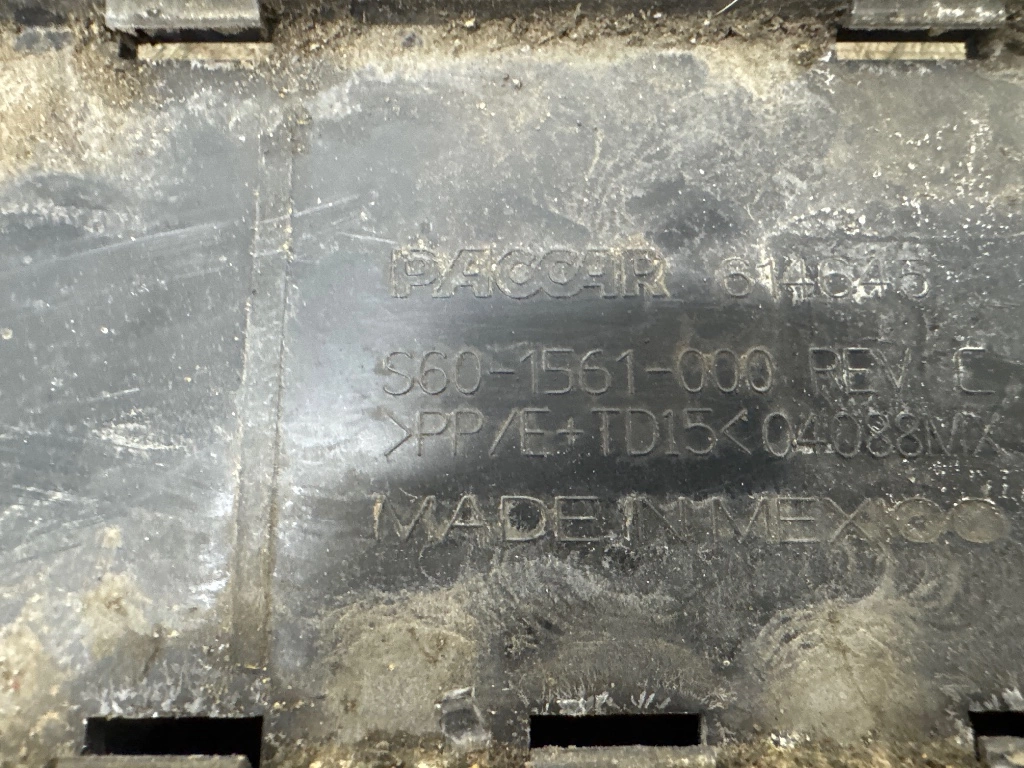 PACCAR 614645
S60-1561-000 REV C
>PP/E+TD15<04088MX
MADE IN MEXICO